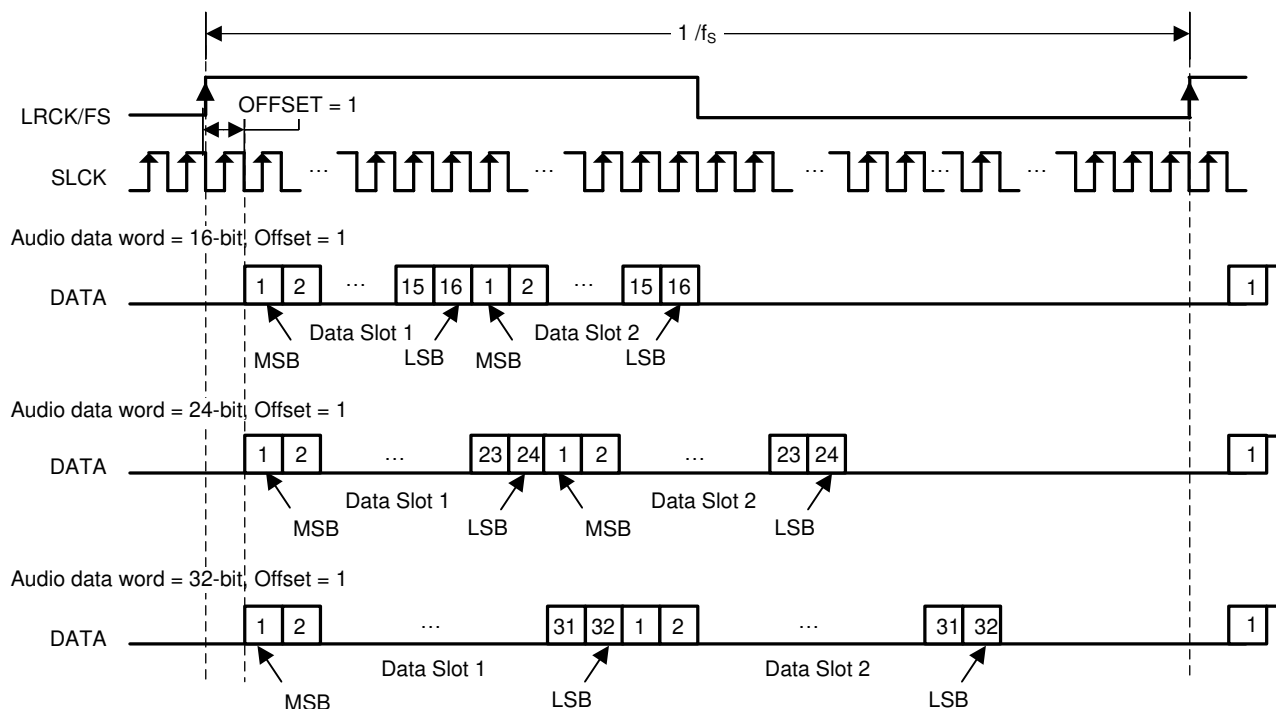 1 /fS
LRCK/FS
OFFSET = 1
SLCK
... ... ... ... ...
Audio data word = 16-bit, Offset = 1
DATA
1 2 ... 15 16 1 2 ... 15 16 1
Data Slot 1 Data Slot 2
MSB LSB MSB LSB
Audio data word = 24-bit, Offset = 1
DATA
1 2 ... 23 24 1 2 ... 23 24 1
Data Slot 1 Data Slot 2
MSB LSB MSB LSB
Audio data word = 32-bit, Offset = 1
DATA
1 2 ... 31 32 1 2 ... 31 32 1
Data Slot 1 Data Slot 2
MSB LSB LSB